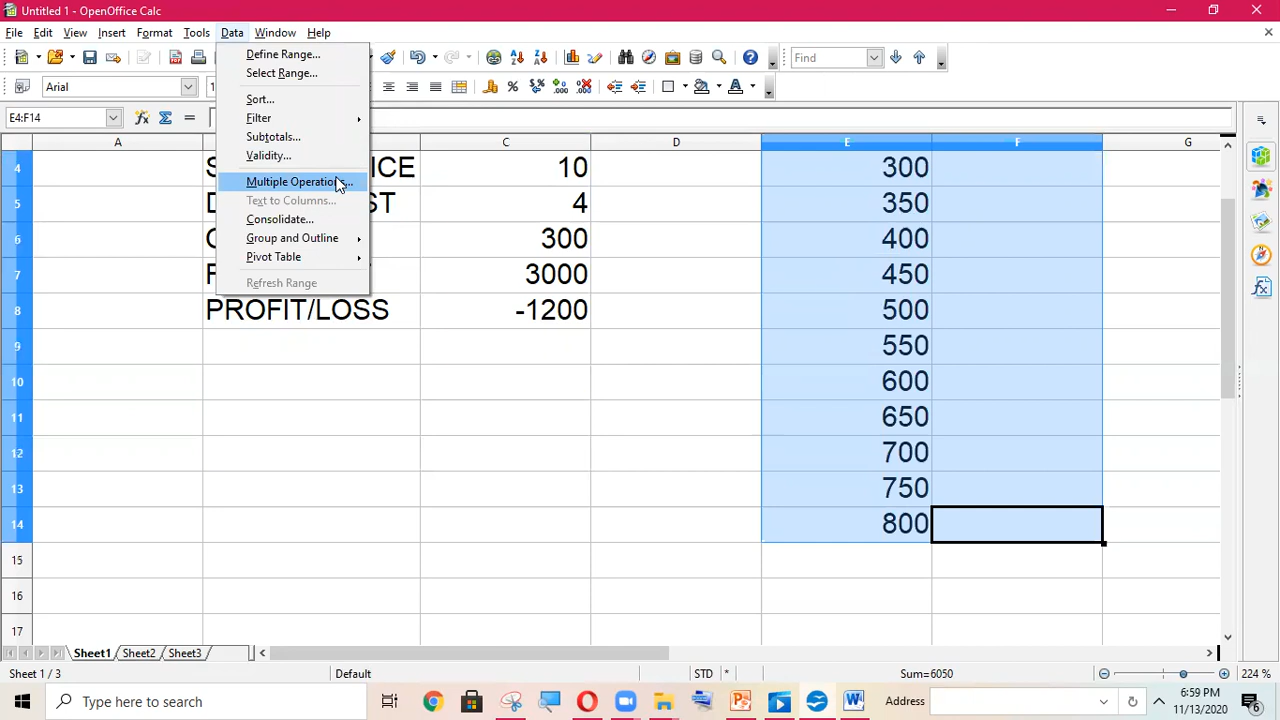 Untitled 1 - OpenOffice Calc
File Edit View Insert Format Tools Data Window Help
Find
Arial
E4:F14
Define Range...
Select Range...
Sort...
Filter
Subtotals...
Validity...
Multiple Operations...
Text to Columns...
Consolidate...
Group and Outline
Pivot Table
Refresh Range
A C D E F G
4 ICE 10 300
5 ST 4 350
6 300 400
7 3000 450
8 PROFIT/LOSS -1200 500
9 550
10 600
11 650
12 700
13 750
14 800
15
16
17
Sheet1 Sheet2 Sheet3
Sheet 1 / 3 Default STD * Sum=6050 224 %
Type here to search
Address
6:59 PM
11/13/2020
6